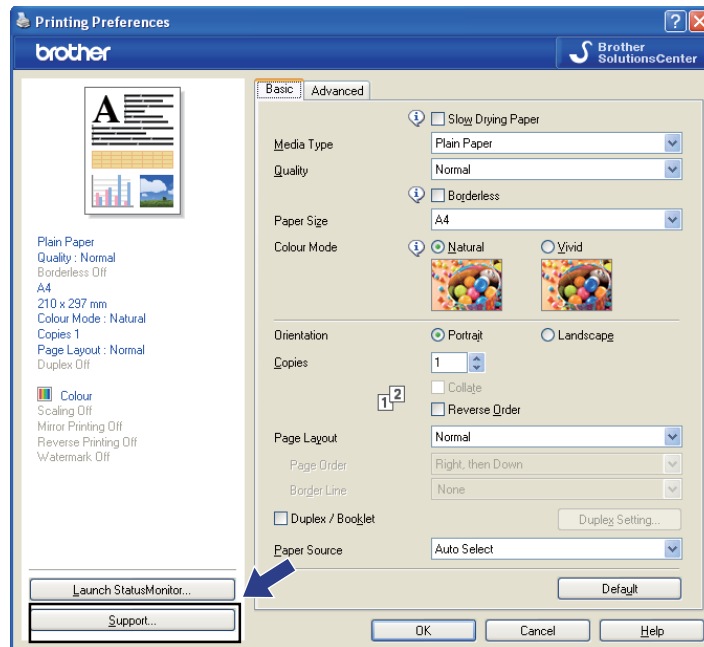 Printing Preferences
brother
Brother
SolutionsCenter
A
Plain Paper
Quality : Normal
Borderless Off
A4
210 x 297 mm
Colour Mode : Natural
Copies 1
Page Layout : Normal
Duplex Off
Colour
Scaling Off
Mirror Printing Off
Reverse Printing Off
Watermark Off
Launch StatusMonitor...
Support...
Basic
Advanced
Slow Drying Paper
Media Type
Plain Paper
Quality
Normal
Borderless
Paper Size
A4
Colour Mode
Natural
Vivid
Orientation
Portrait
Landscape
Copies
1
Collate
1 2
Reverse Order
Page Layout
Normal
Page Order
Right, then Down
Border Line
None
Duplex / Booklet
Duplex Setting...
Paper Source
Auto Select
Default
OK
Cancel
Help